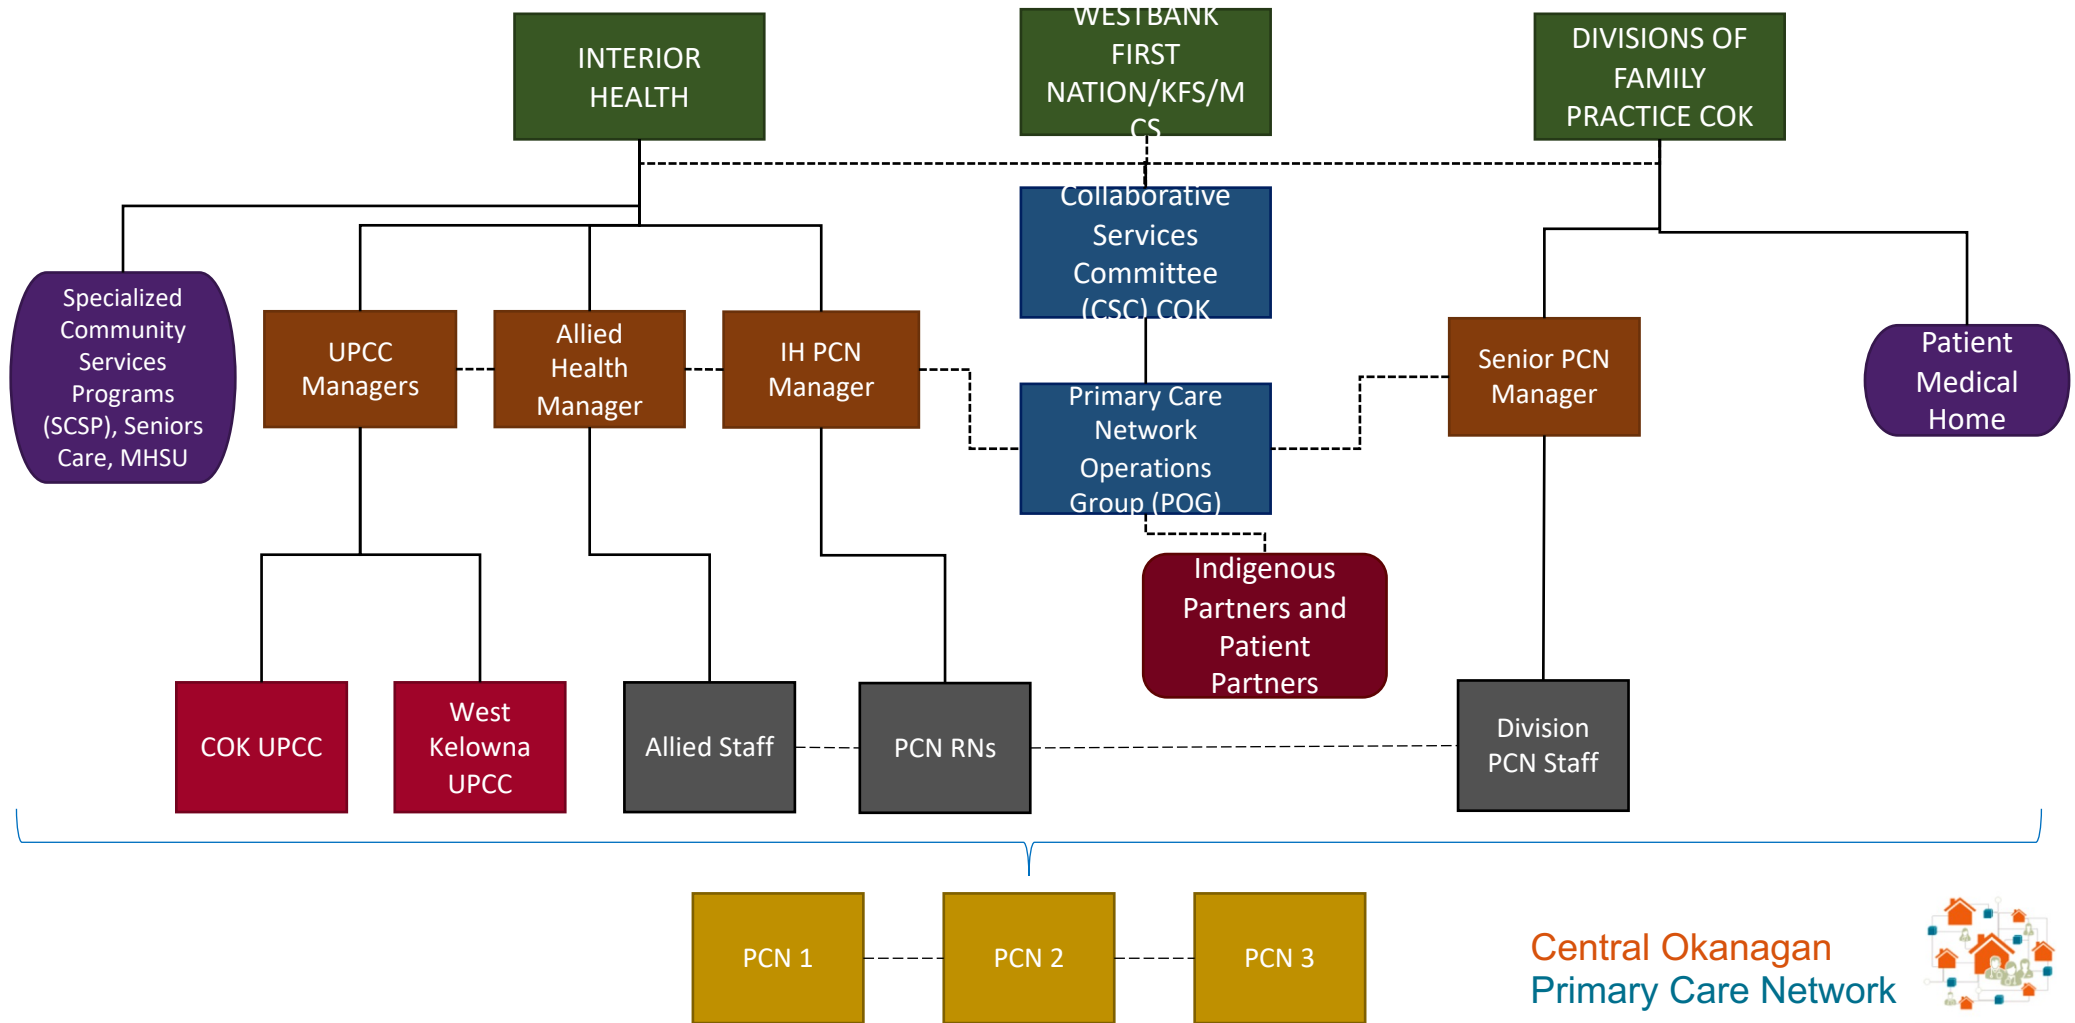 INTERIOR
HEALTH
WESTBANK
FIRST
NATION/KFS/M
CS
DIVISIONS OF
FAMILY
PRACTICE COK
Collaborative
Services
Committee
(CSC) COK
Specialized
Community
Services
Programs
(SCSP), Seniors
Care, MHSU
UPCC
Managers
Allied
Health
Manager
IH PCN
Manager
Primary Care
Network
Operations
Group (POG)
Senior PCN
Manager
Patient
Medical
Home
Indigenous
Partners and
Patient
Partners
COK UPCC
West
Kelowna
UPCC
Allied Staff
PCN RNs
Division
PCN Staff
PCN 1
PCN 2
PCN 3
Central Okanagan
Primary Care Network